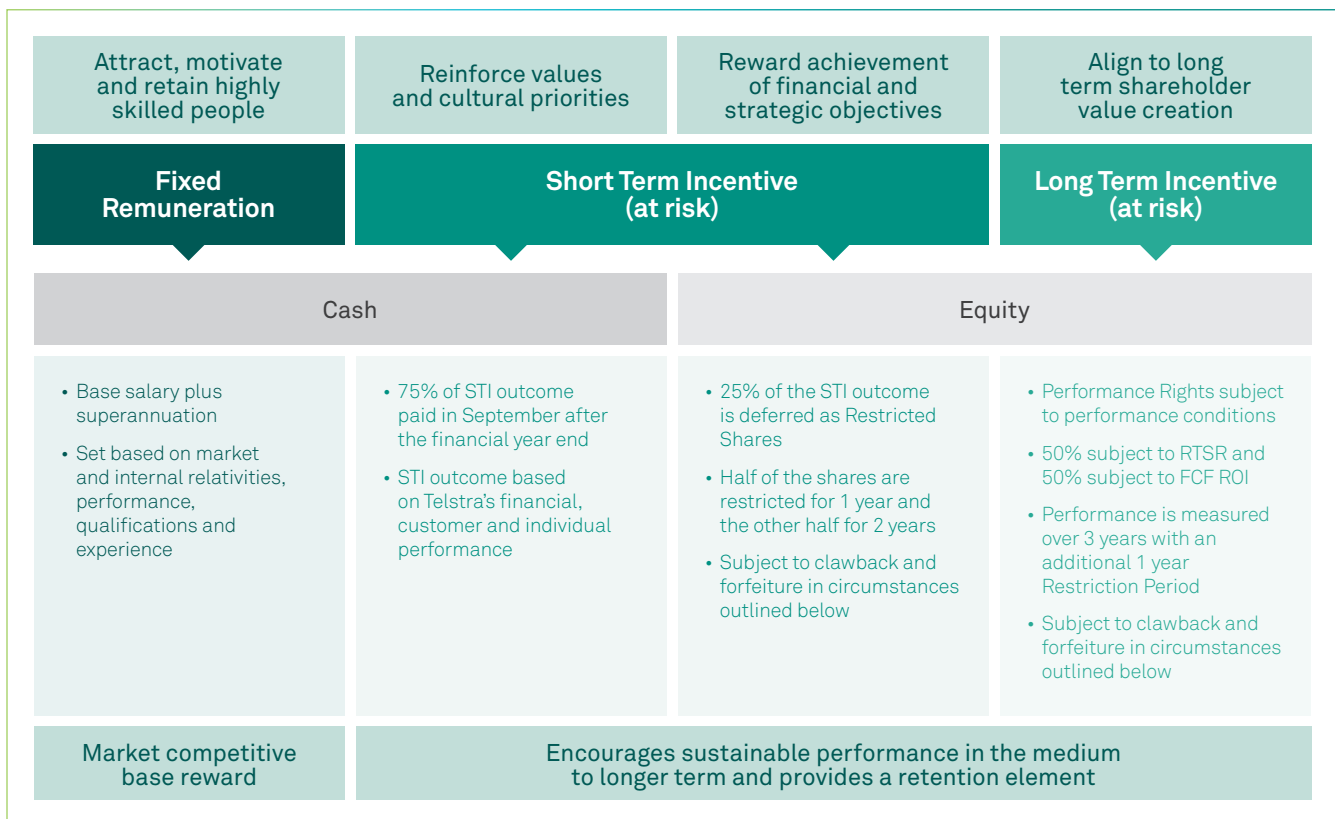 Attract, motivate
and retain highly
skilled people
Reinforce values
and cultural priorities
Reward achievement
of financial and
strategic objectives
Align to long
term shareholder
value creation
Fixed
Remuneration
Short Term Incentive
(at risk)
Long Term Incentive
(at risk)
Cash
Equity
• Base salary plus
superannuation
• Set based on market
and internal relativities,
performance,
qualifications and
experience
• 75% of STI outcome
paid in September after
the financial year end
• STI outcome based
on Telstra's financial,
customer and individual
performance
• 25% of the STI outcome
is deferred as Restricted
Shares
• Half of the shares are
restricted for 1 year and
the other half for 2 years
• Subject to clawback and
forfeiture in circumstances
outlined below
• Performance Rights subject
to performance conditions
• 50% subject to RTSR and
50% subject to FCF ROI
• Performance is measured
over 3 years with an
additional 1 year
Restriction Period
• Subject to clawback and
forfeiture in circumstances
outlined below
Market competitive
base reward
Encourages sustainable performance in the medium
to longer term and provides a retention element